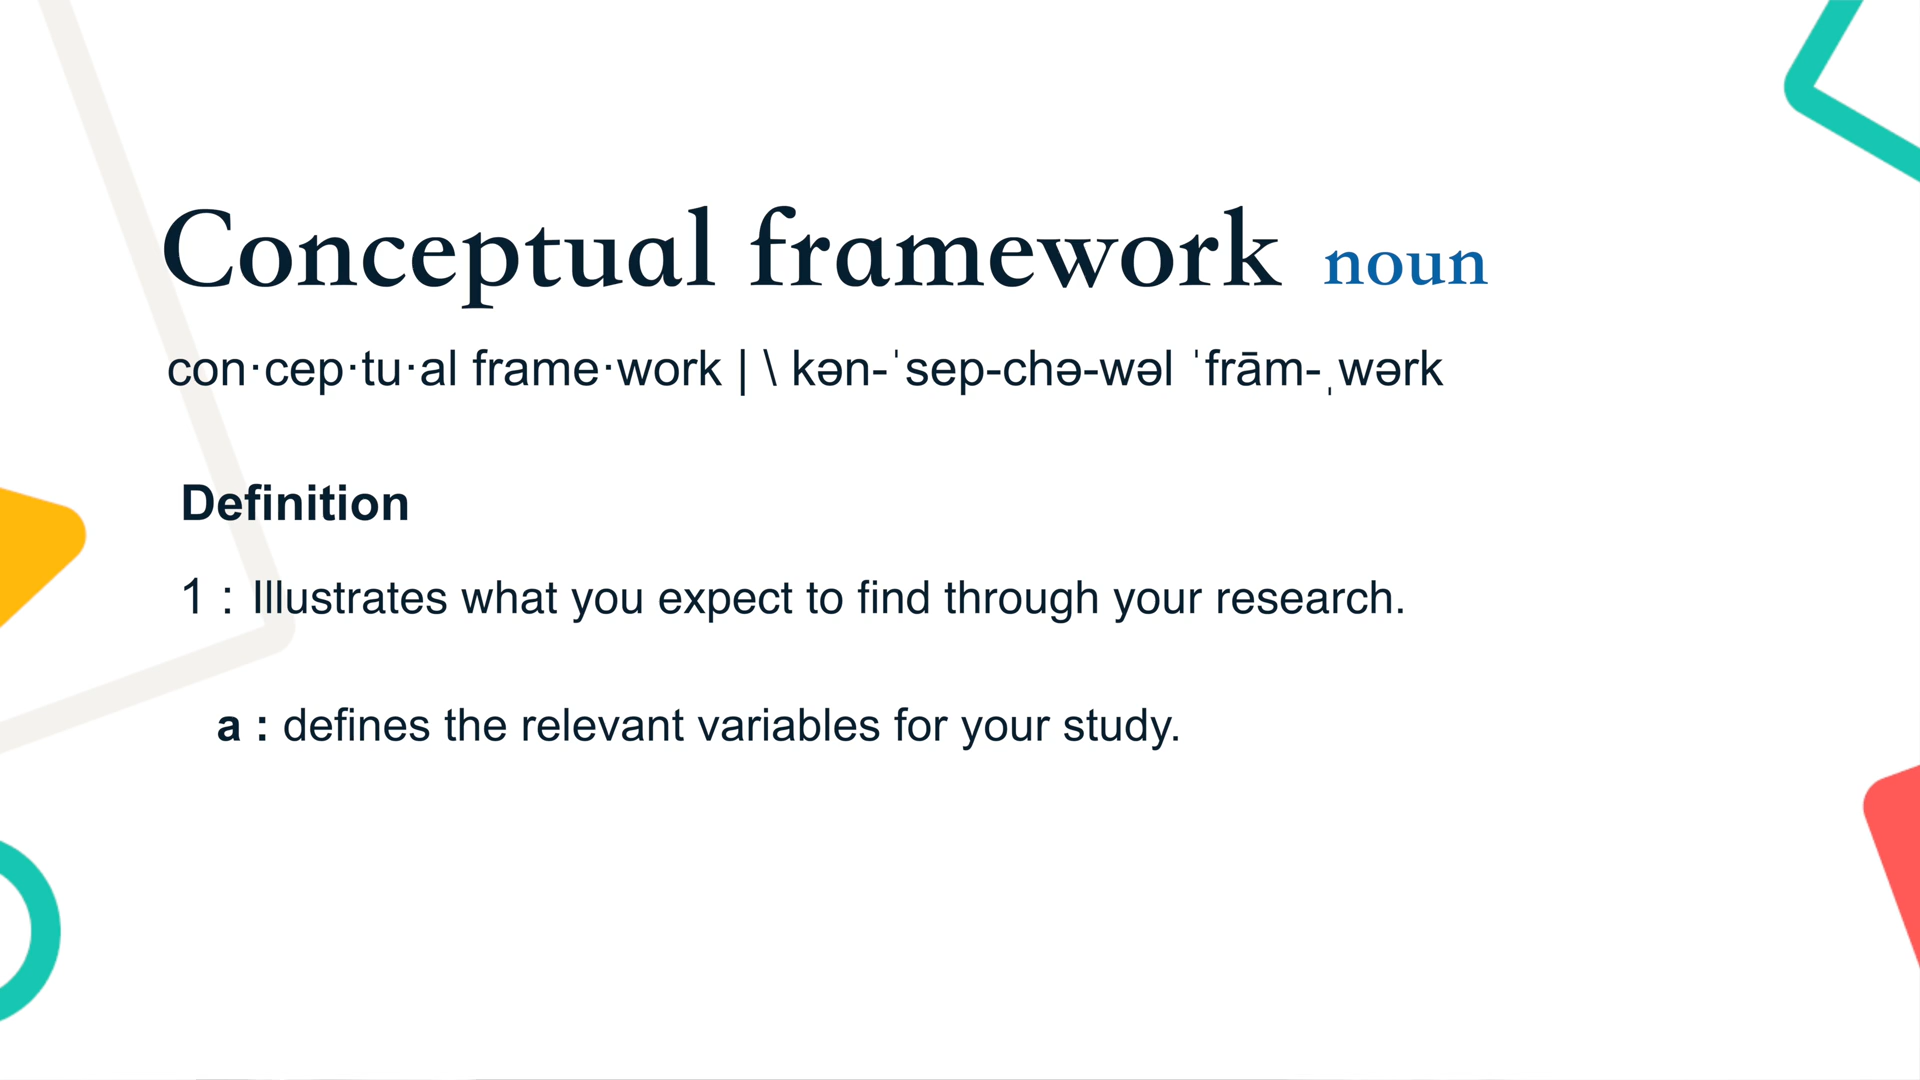 Conceptual framework noun
con·cep·tu·al frame·work | \ kən-ˈsep-chə-wəl ˈfrām-ˌwərk
Definition
1 : Illustrates what you expect to find through your research.
a : defines the relevant variables for your study.